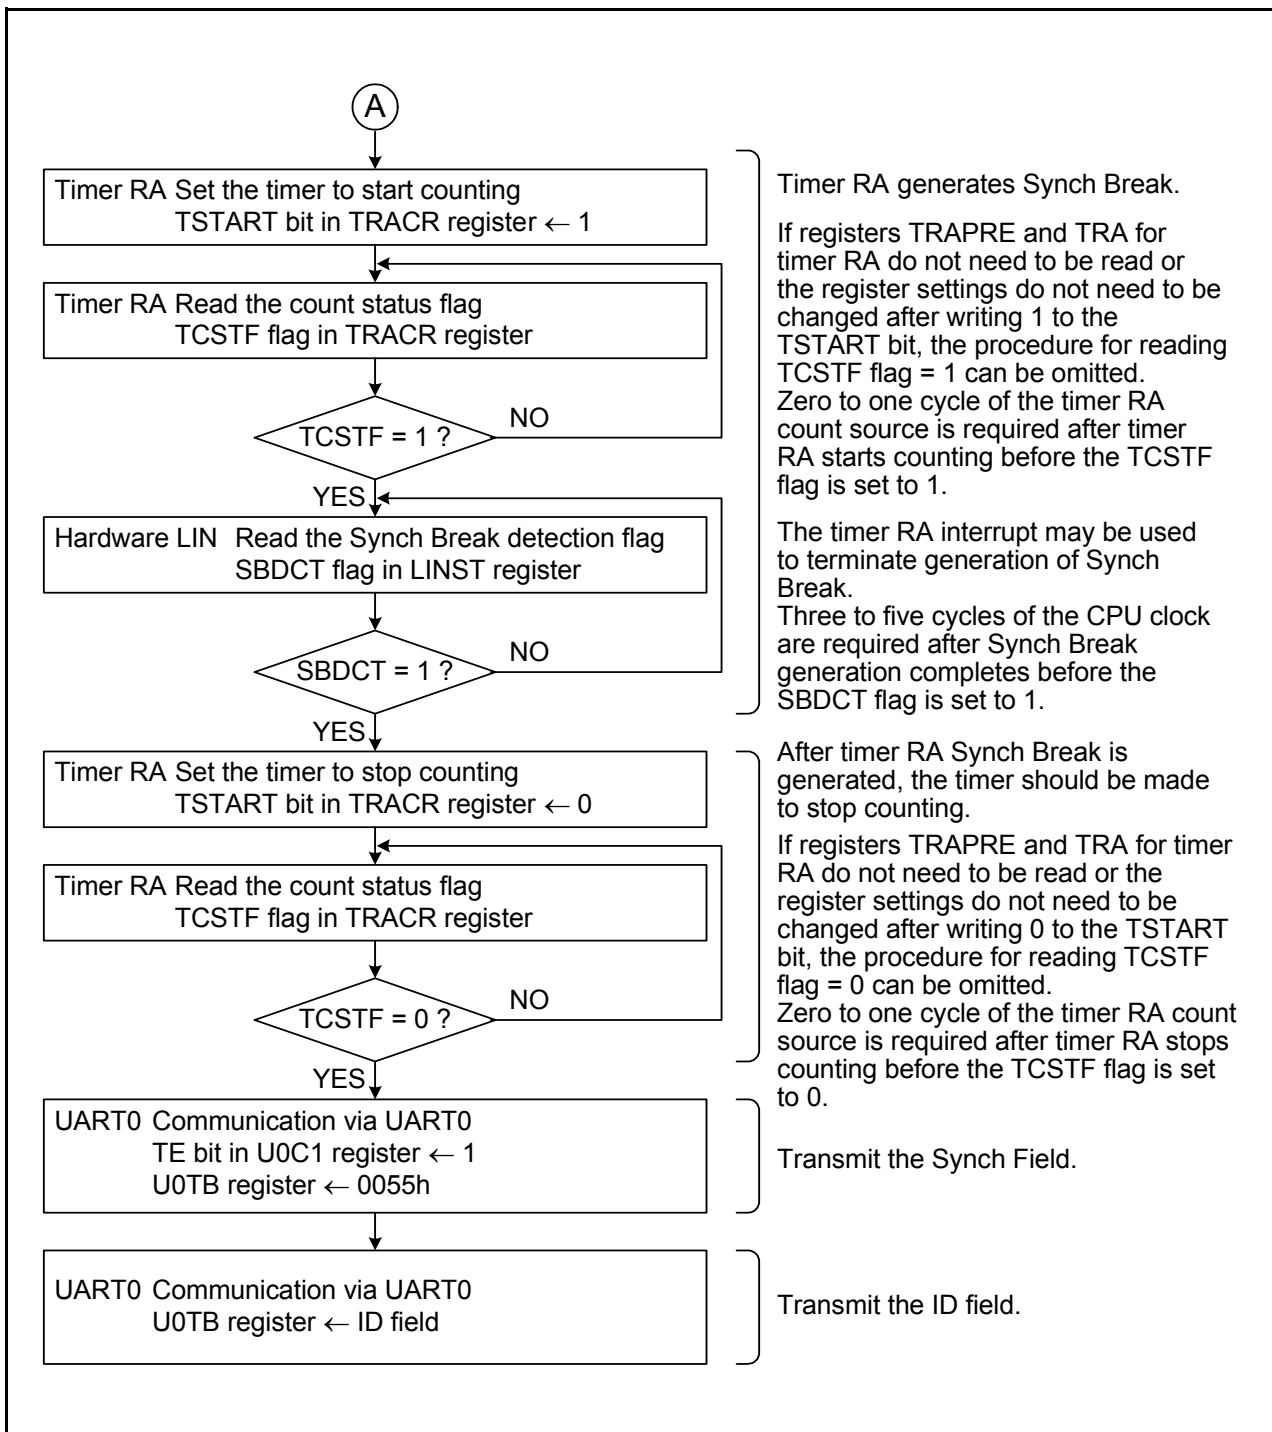 A
Timer RA Set the timer to start counting
TSTART bit in TRACR register ← 1
Timer RA generates Synch Break.
If registers TRAPRE and TRA for
timer RA do not need to be read or
the register settings do not need to be
changed after writing 1 to the
TSTART bit, the procedure for reading
TCSTF flag = 1 can be omitted.
Zero to one cycle of the timer RA
count source is required after timer
RA starts counting before the TCSTF
flag is set to 1.
Timer RA Read the count status flag
TCSTF flag in TRACR register
TCSTF = 1 ?
NO
YES
Hardware LIN Read the Synch Break detection flag
SBDCT flag in LINST register
The timer RA interrupt may be used
to terminate generation of Synch
Break.
Three to five cycles of the CPU clock
are required after Synch Break
generation completes before the
SBDCT flag is set to 1.
SBDCT = 1 ?
NO
YES
Timer RA Set the timer to stop counting
TSTART bit in TRACR register ← 0
After timer RA Synch Break is
generated, the timer should be made
to stop counting.
If registers TRAPRE and TRA for timer
RA do not need to be read or the
register settings do not need to be
changed after writing 0 to the TSTART
bit, the procedure for reading TCSTF
flag = 0 can be omitted.
Zero to one cycle of the timer RA count
source is required after timer RA stops
counting before the TCSTF flag is set
to 0.
Timer RA Read the count status flag
TCSTF flag in TRACR register
TCSTF = 0 ?
NO
YES
UART0 Communication via UART0
TE bit in U0C1 register ← 1
U0TB register ← 0055h
Transmit the Synch Field.
UART0 Communication via UART0
U0TB register ← ID field
Transmit the ID field.